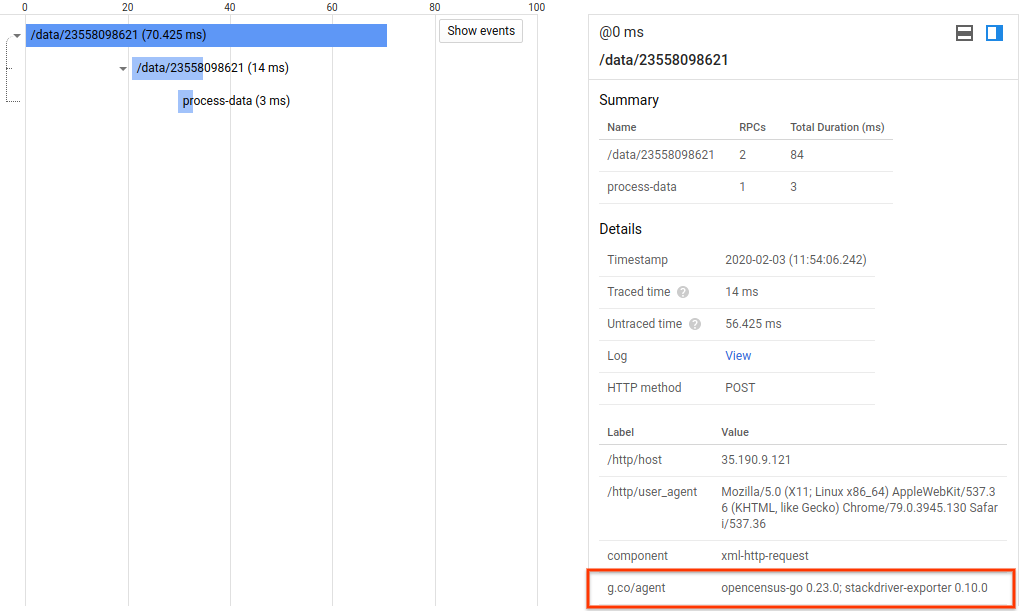 0 20 40 60 80 100
/data/23558098621 (70.425 ms)
Show events
/data/23558098621 (14 ms)
process-data (3 ms)
@0 ms
/data/23558098621
Summary
Name RPCs Total Duration (ms)
/data/23558098621 2 84
process-data 1 3
Details
Timestamp 2020-02-03 (11:54:06.242)
Traced time ? 14 ms
Untraced time ? 56.425 ms
Log View
HTTP method POST
Label Value
/http/host 35.190.9.121
/http/user_agent Mozilla/5.0 (X11; Linux x86_64) AppleWebKit/537.3
6 (KHTML, like Gecko) Chrome/79.0.3945.130 Safar
i/537.36
component xml-http-request
g.co/agent opencensus-go 0.23.0; stackdriver-exporter 0.10.0